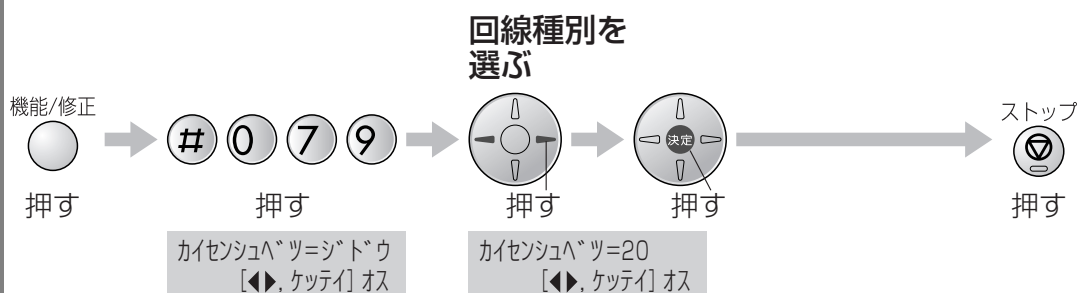 回線種別を
選ぶ
機能/修正
# 0 7 9
決定
ストップ
押す
押す
押す
押す
押す
ｶｲｾﾝｼｭﾍﾞﾂ=ｼﾞﾄﾞｳ
[◀▶, ｹｯﾃｲ] ｵｽ
ｶｲｾﾝｼｭﾍﾞﾂ=20
[◀▶, ｹｯﾃｲ] ｵｽ